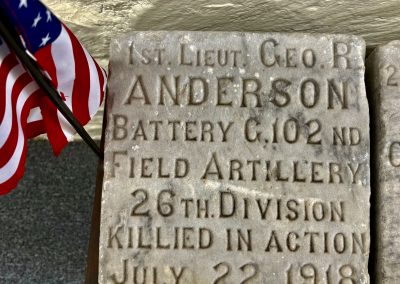 1st. Lieut. Geo. R.
ANDERSON
Battery C. 102 nd
Field Artillery
26th. Division
Killied in Action
July 22 1918